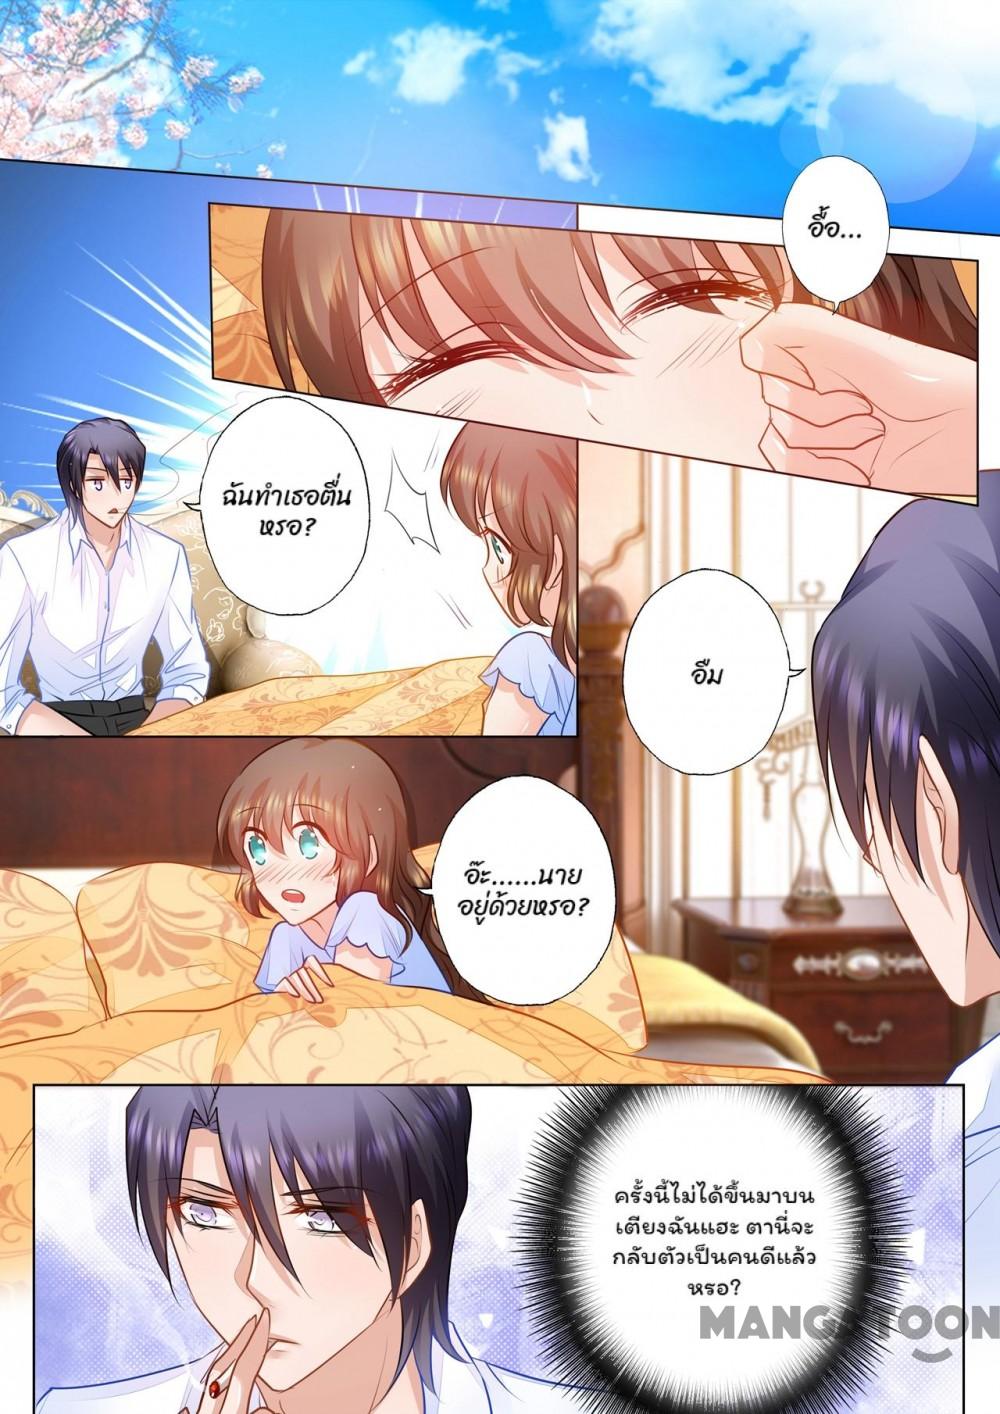 อื้อ...
ฉันทำเธอตื่น
หรอ?
อืม
อ๊ะ......นาย
อยู่ด้วยหรอ?
ครั้งนี้ไม่ได้ขึ้นมาบน
เตียงฉันแฮะ ตานี่จะ
กลับตัวเป็นคนดีแล้ว
หรอ?
MANGATOON